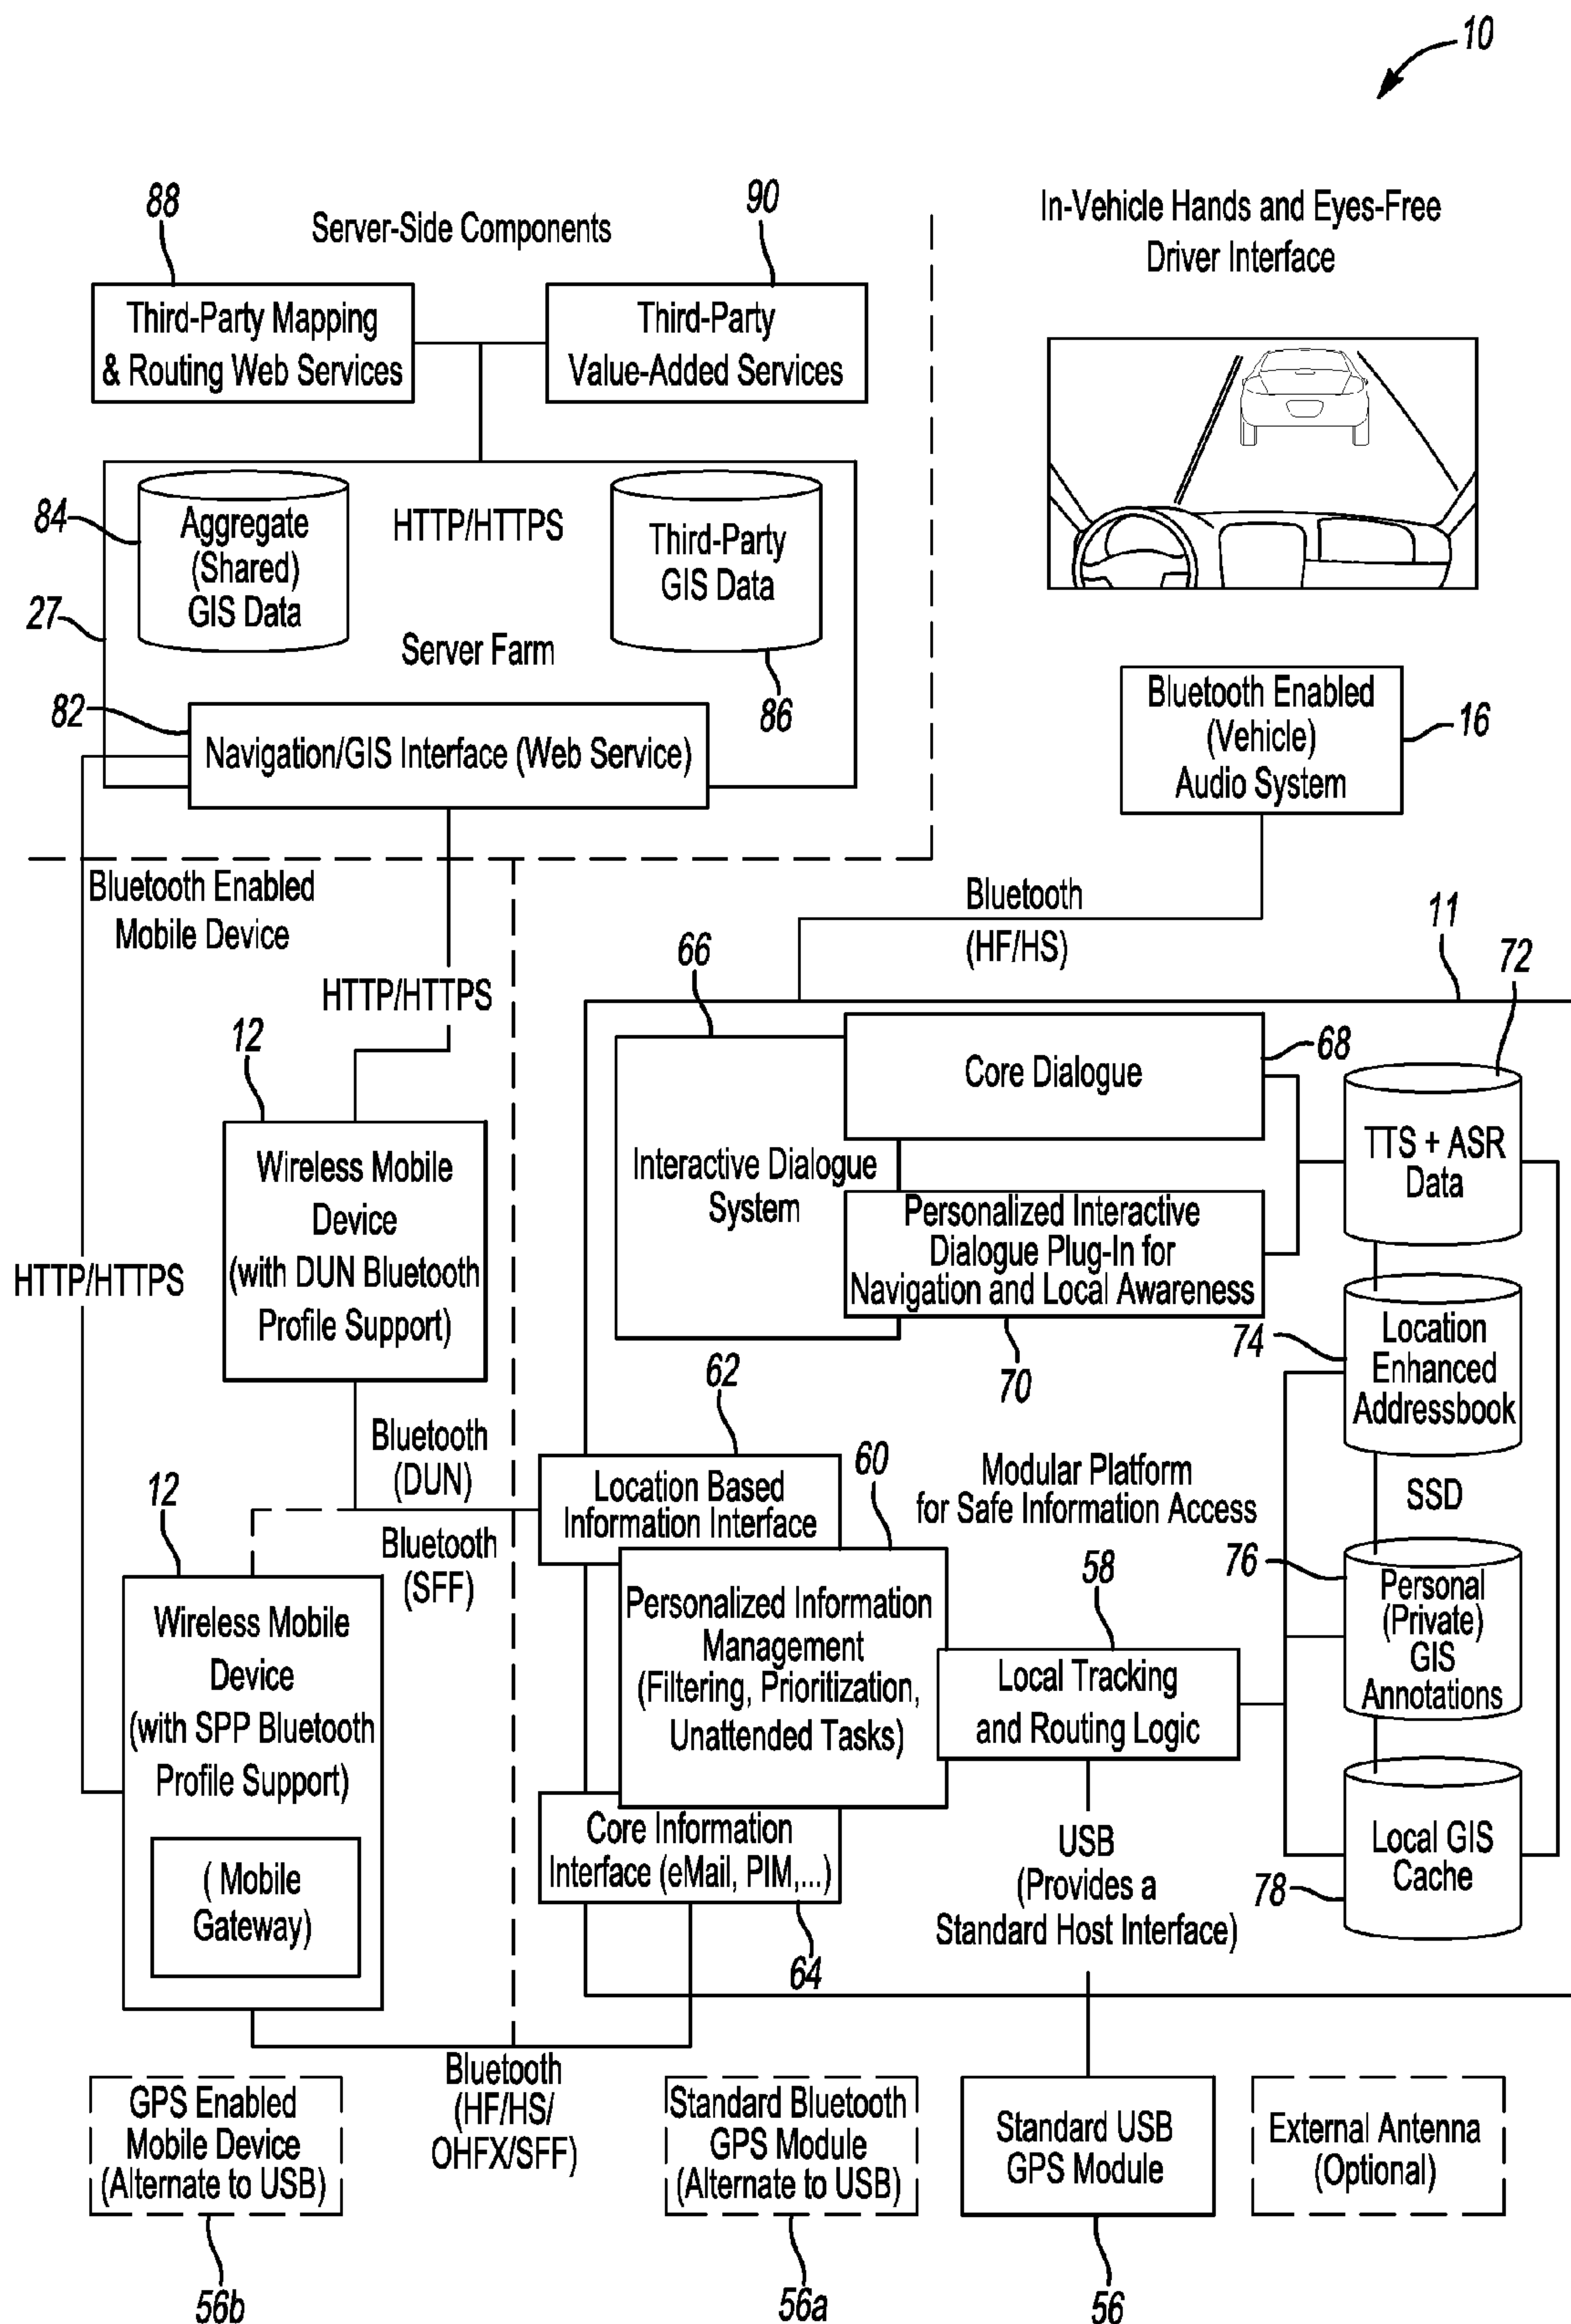 10
88
Server-Side Components
90
In-Vehicle Hands and Eyes-Free
Driver Interface
Third-Party Mapping
& Routing Web Services
Third-Party
Value-Added Services
84
Aggregate
(Shared)
GIS Data
HTTP/HTTPS
Third-Party
GIS Data
27
Server Farm
82
86
Navigation/GIS Interface (Web Service)
Bluetooth Enabled
(Vehicle)
Audio System
16
Bluetooth Enabled
Mobile Device
Bluetooth
(HF/HS)
11
HTTP/HTTPS
66
72
12
Core Dialogue
68
Wireless Mobile
Device
(with DUN Bluetooth
Profile Support)
Interactive Dialogue
System
TTS + ASR
Data
Personalized Interactive
Dialogue Plug-In for
Navigation and Local Awareness
HTTP/HTTPS
70
74
Location
Enhanced
Addressbook
62
Bluetooth
(DUN)
60
Location Based
Information Interface
Modular Platform
for Safe Information Access
SSD
12
Bluetooth
(SFF)
58
76
Personal
(Private)
GIS
Annotations
Wireless Mobile
Device
(with SPP Bluetooth
Profile Support)
Personalized Information
Management
(Filtering, Prioritization,
Unattended Tasks)
Local Tracking
and Routing Logic
( Mobile
Gateway)
Core Information
Interface (eMail, PIM,...)
64
USB
(Provides a
Standard Host Interface)
78
Local GIS
Cache
Bluetooth
(HF/HS/
OHFX/SFF)
GPS Enabled
Mobile Device
(Alternate to USB)
56b
Standard Bluetooth
GPS Module
(Alternate to USB)
56a
Standard USB
GPS Module
56
External Antenna
(Optional)